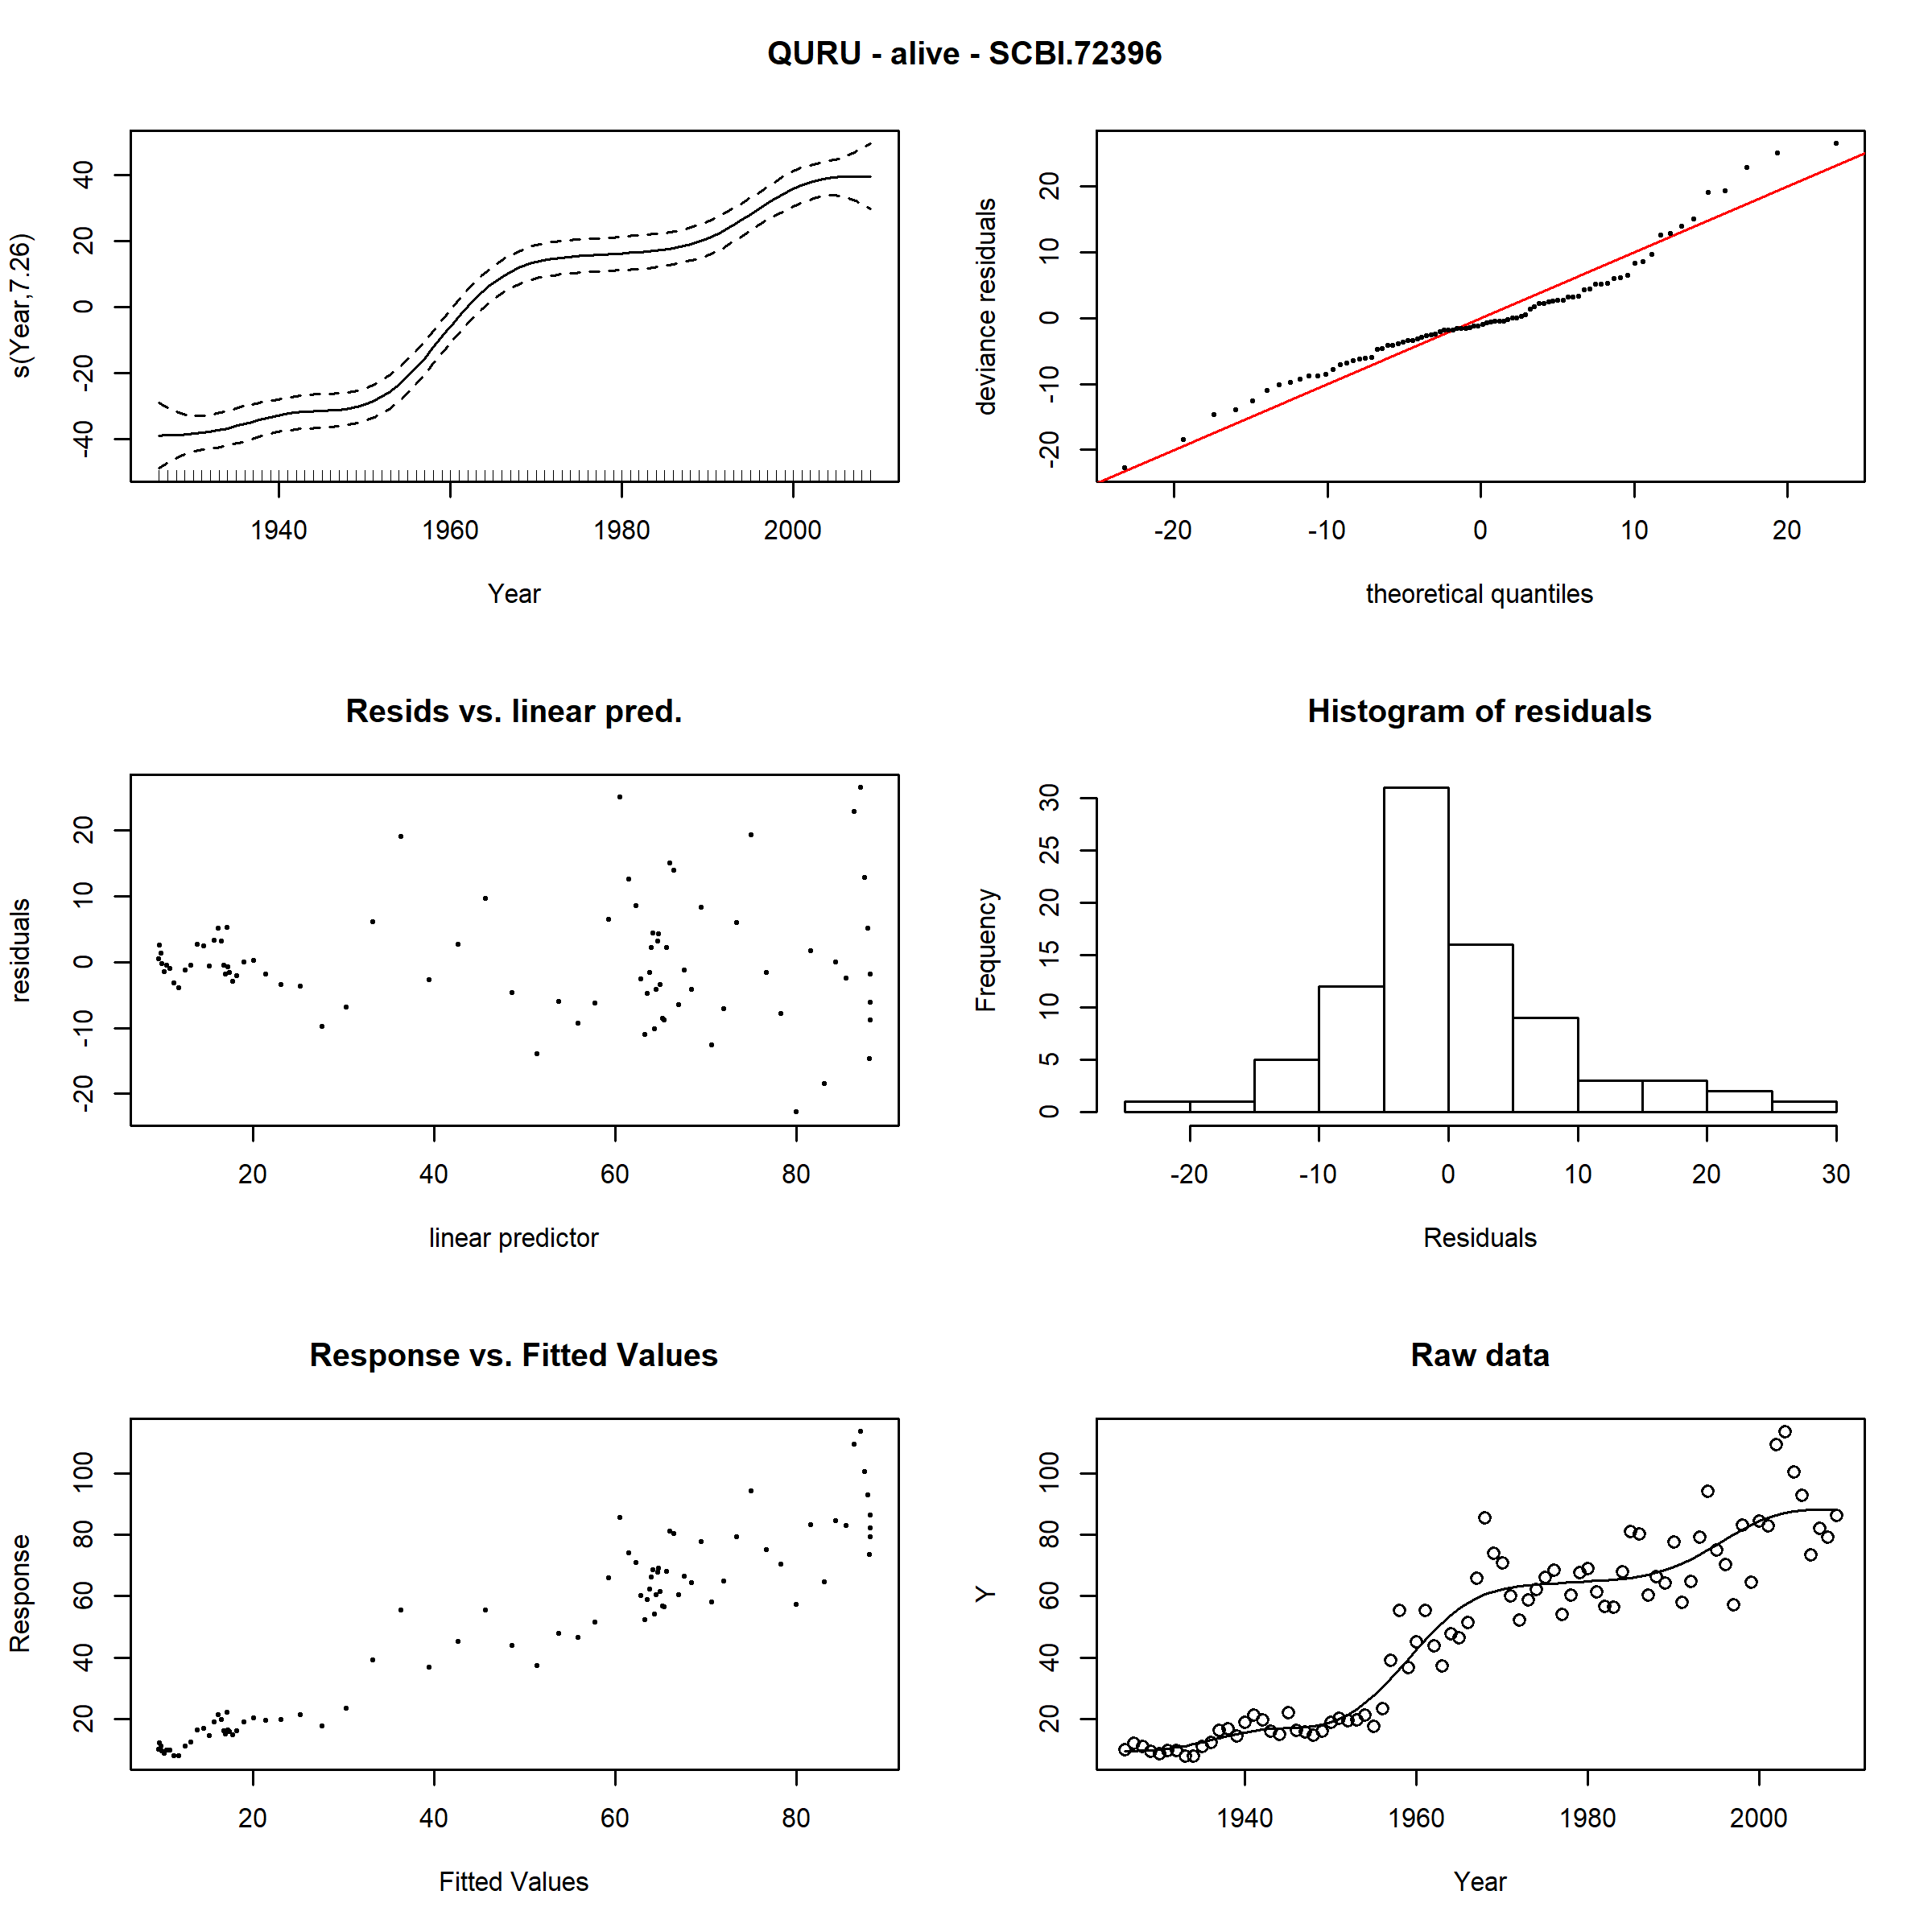 QURU - alive - SCBI.72396
s(Year,7.26)
40
20
0
-20
-40
1940 1960 1980 2000
Year
deviance residuals
20
10
0
-10
-20
-20 -10 0 10 20
theoretical quantiles
Resids vs. linear pred.
residuals
20
10
0
-10
-20
20 40 60 80
linear predictor
Histogram of residuals
Frequency
30
25
20
15
10
5
0
-20 -10 0 10 20 30
Residuals
Response vs. Fitted Values
Response
100
80
60
40
20
20 40 60 80
Fitted Values
Raw data
Y
100
80
60
40
20
1940 1960 1980 2000
Year